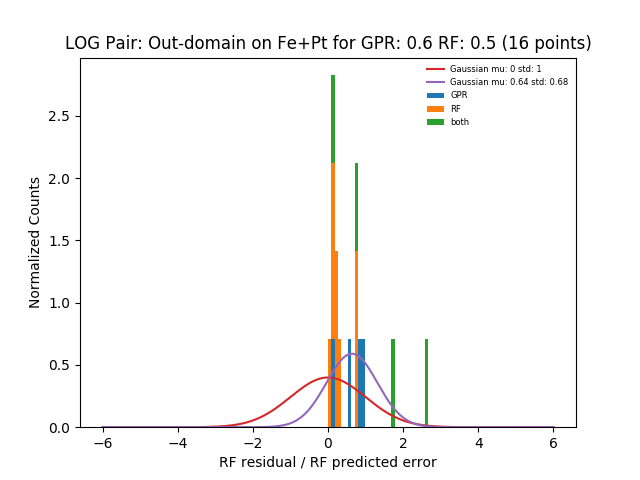 LOG Pair: Out-domain on Fe+Pt for GPR: 0.6 RF: 0.5 (16 points)
Gaussian mu: 0 std: 1
Gaussian mu: 0.64 std: 0.68
GPR
RF
both
Normalized Counts
2.5
2.0
1.5
1.0
0.5
0.0
−6 −4 −2 0 2 4 6
RF residual / RF predicted error